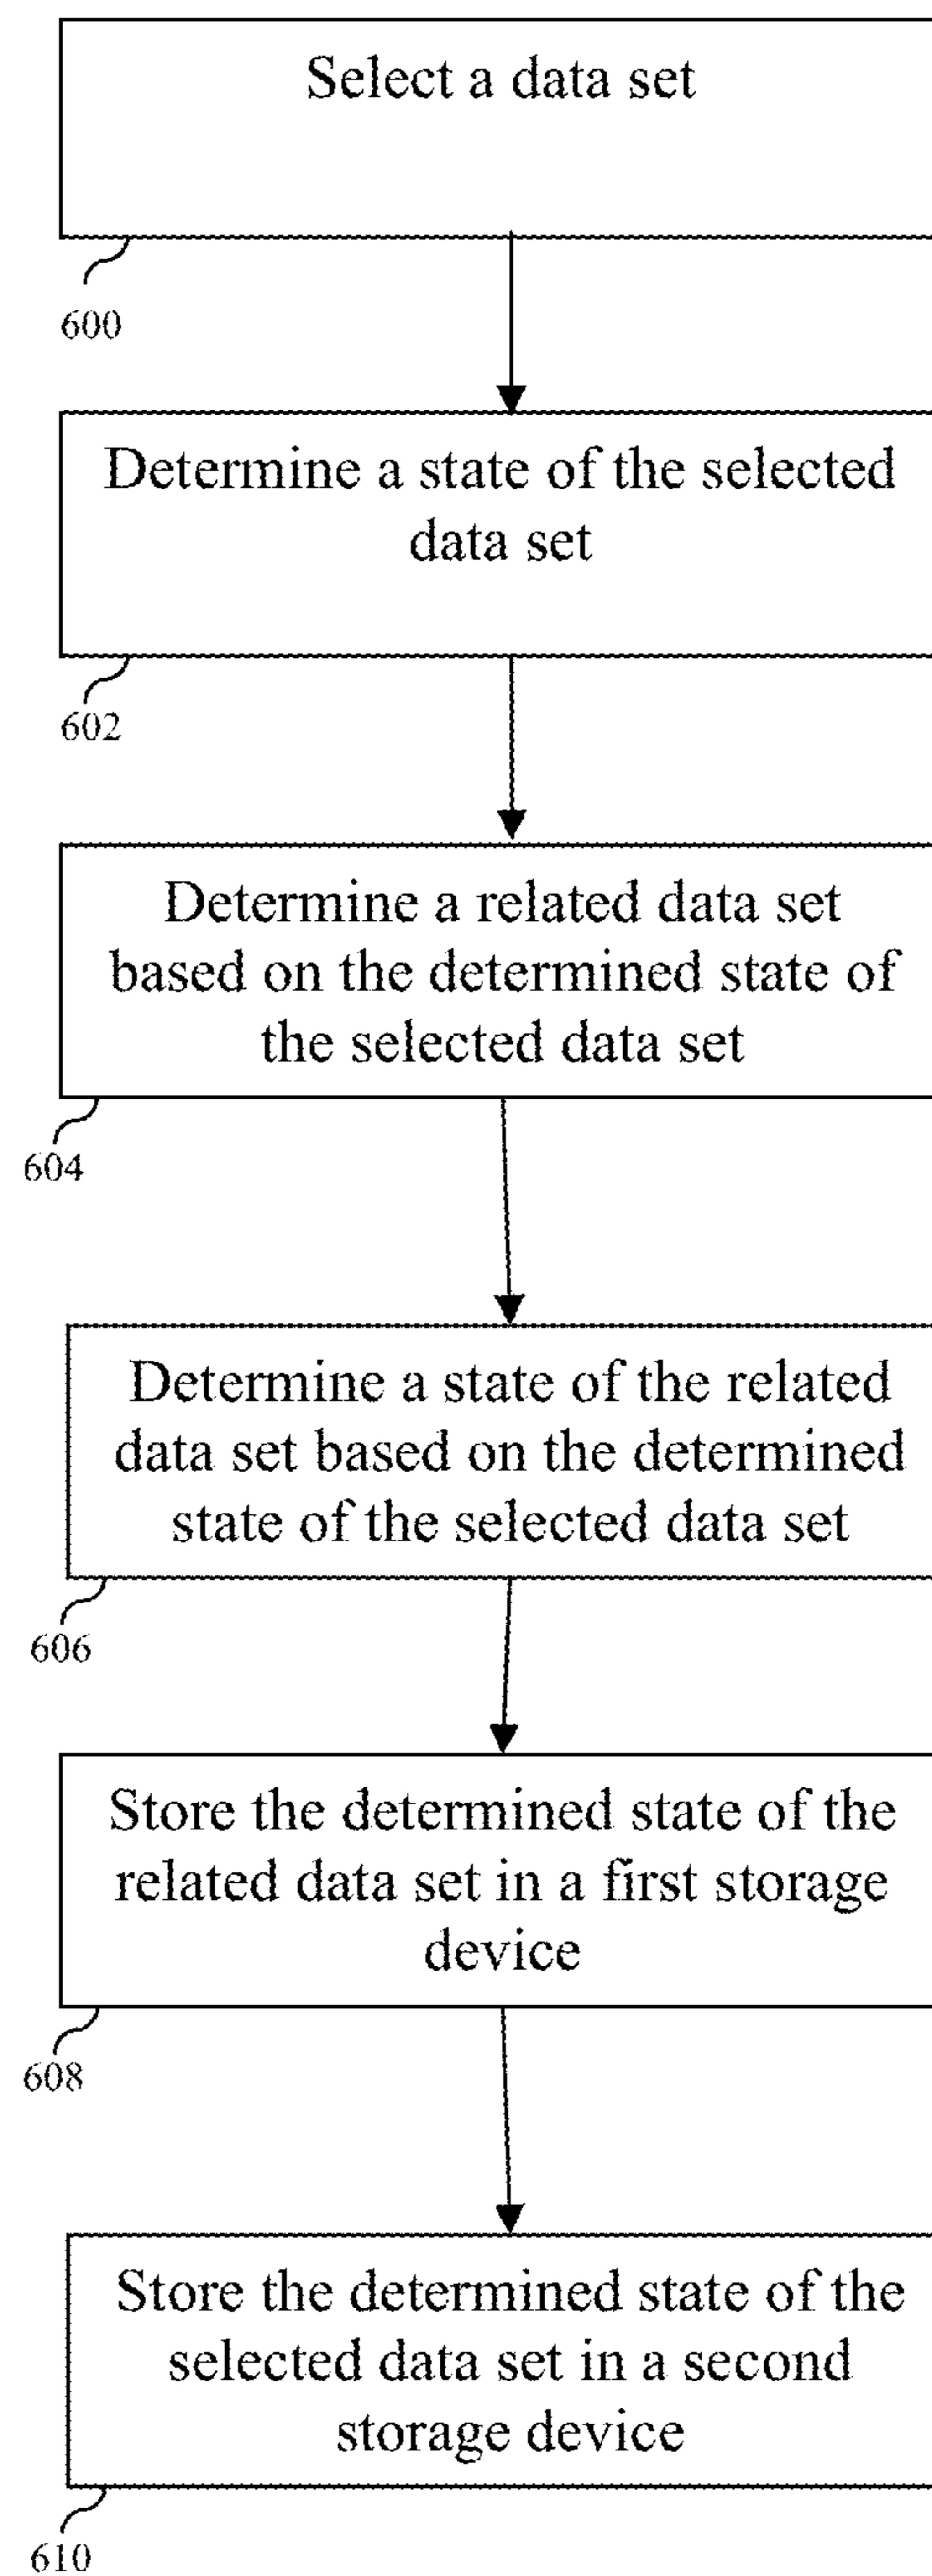 Select a data set
600
Determine a state of the selected
data set
602
Determine a related data set
based on the determined state of
the selected data set
604
Determine a state of the related
data set based on the determined
state of the selected data set
606
Store the determined state of the
related data set in a first storage
device
608
Store the determined state of the
selected data set in a second
storage device
610